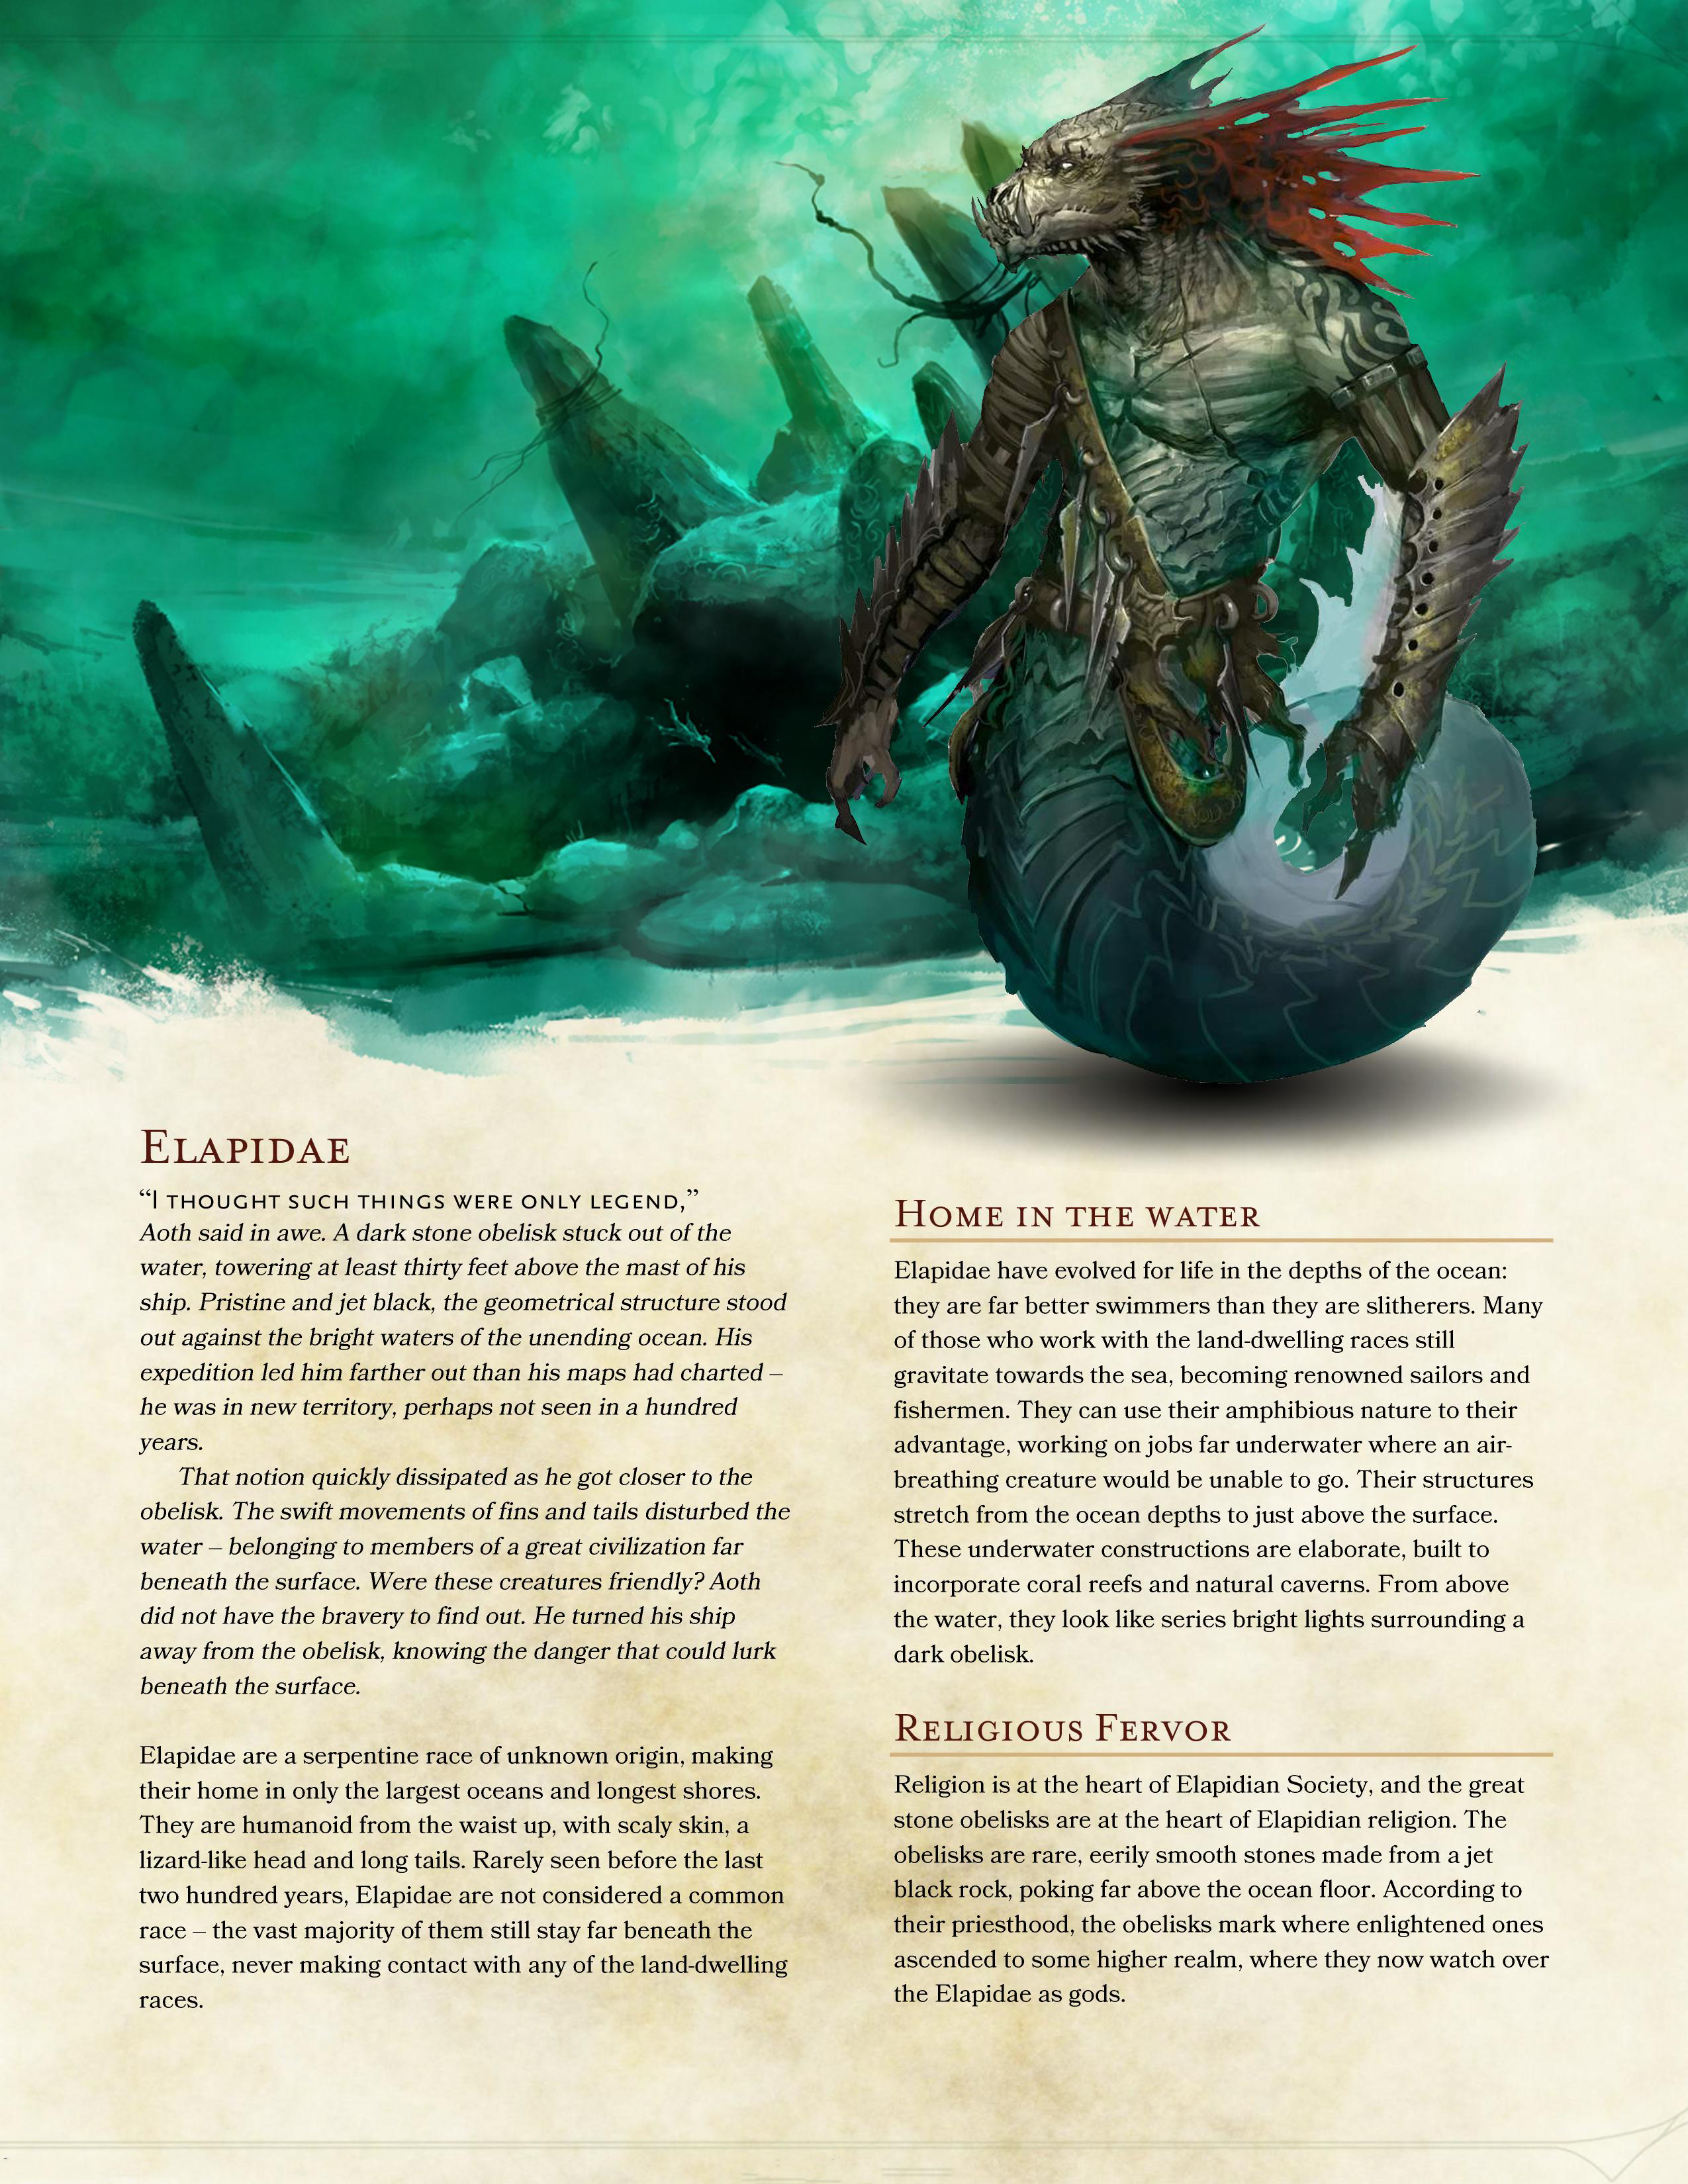 Elapidae
“I thought such things were only legend,”
Aoth said in awe. A dark stone obelisk stuck out of the
water, towering at least thirty feet above the mast of his
ship. Pristine and jet black, the geometrical structure stood
out against the bright waters of the unending ocean. His
expedition led him farther out than his maps had charted –
he was in new territory, perhaps not seen in a hundred
years.
That notion quickly dissipated as he got closer to the
obelisk. The swift movements of fins and tails disturbed the
water – belonging to members of a great civilization far
beneath the surface. Were these creatures friendly? Aoth
did not have the bravery to find out. He turned his ship
away from the obelisk, knowing the danger that could lurk
beneath the surface.
Elapidae are a serpentine race of unknown origin, making
their home in only the largest oceans and longest shores.
They are humanoid from the waist up, with scaly skin, a
lizard-like head and long tails. Rarely seen before the last
two hundred years, Elapidae are not considered a common
race – the vast majority of them still stay far beneath the
surface, never making contact with any of the land-dwelling
races.
Home in the water
Elapidae have evolved for life in the depths of the ocean:
they are far better swimmers than they are slitherers. Many
of those who work with the land-dwelling races still
gravitate towards the sea, becoming renowned sailors and
fishermen. They can use their amphibious nature to their
advantage, working on jobs far underwater where an air-
breathing creature would be unable to go. Their structures
stretch from the ocean depths to just above the surface.
These underwater constructions are elaborate, built to
incorporate coral reefs and natural caverns. From above
the water, they look like series bright lights surrounding a
dark obelisk.
Religious Fervor
Religion is at the heart of Elapidian Society, and the great
stone obelisks are at the heart of Elapidian religion. The
obelisks are rare, eerily smooth stones made from a jet
black rock, poking far above the ocean floor. According to
their priesthood, the obelisks mark where enlightened ones
ascended to some higher realm, where they now watch over
the Elapidae as gods.